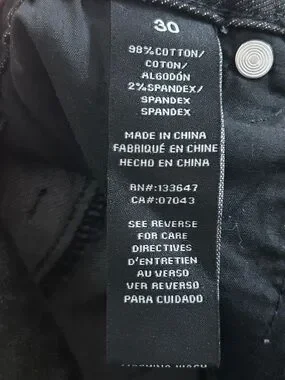 30
98%COTTON/
COTON/
ALGODÓN
2%SPANDEX/
SPANDEX
SPANDEX
MADE IN CHINA
FABRIQUÉ EN CHINE
HECHO EN CHINA
RN#:133647
CA#:07043
SEE REVERSE
FOR CARE
DIRECTIVES
D'ENTRETIEN
AU VERSO
VER REVERSO
PARA CUIDADO